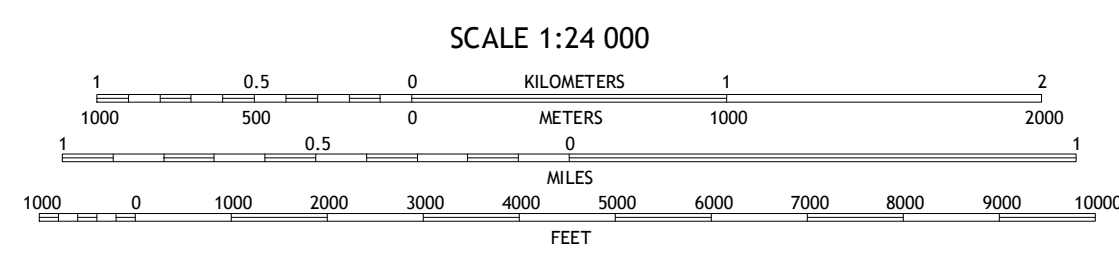 SCALE 1:24 000
1 0.5 0 KILOMETERS 1 2
1000 500 0 METERS 1000 2000
1 0.5 0 1
MILES
1000 0 1000 2000 3000 4000 5000 6000 7000 8000 9000 10000
FEET